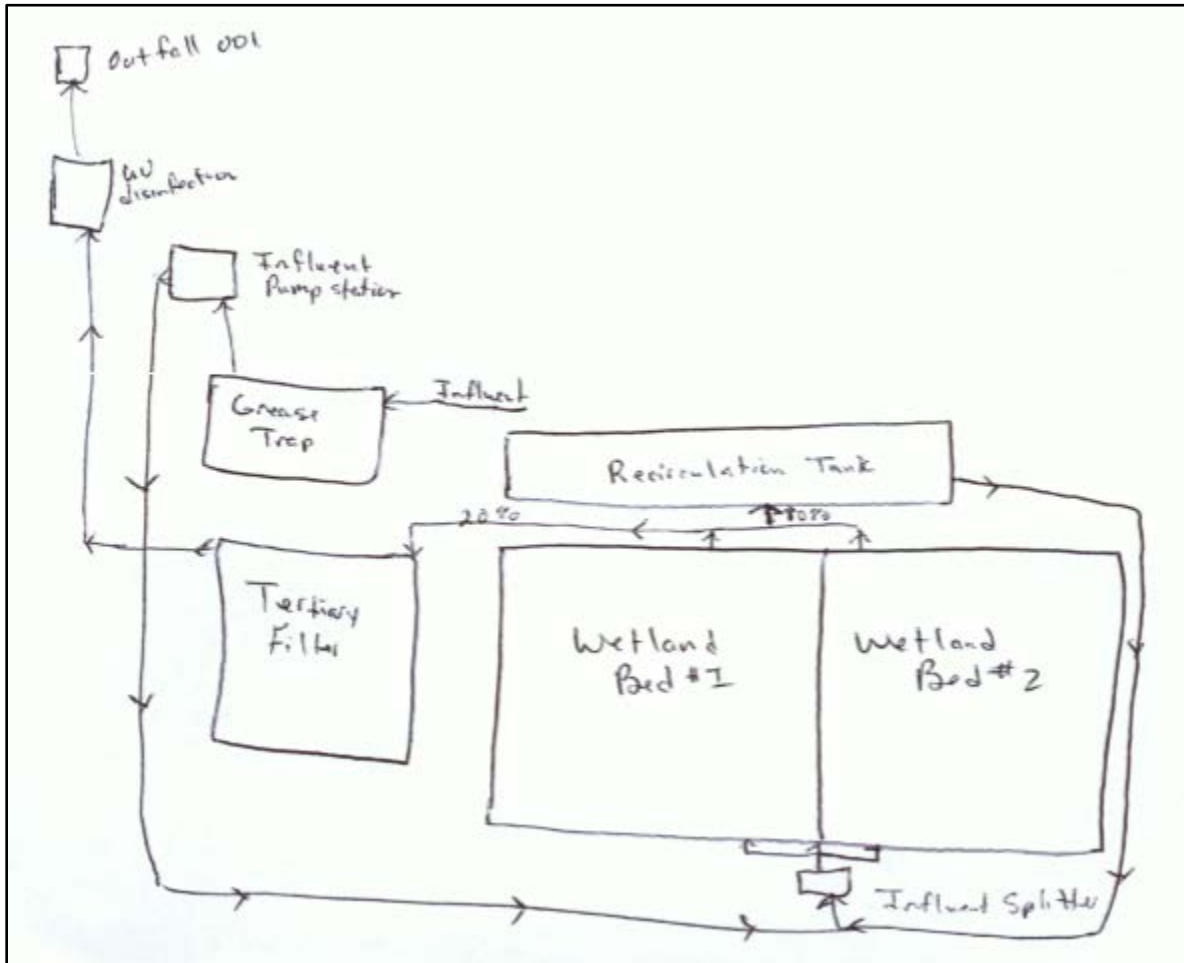 Outfall 001
UV
disinfection
Influent
Pump station
Influent
Grease
Trap
Recirculation Tank
20%
80%
Tertiary
Filter
Wetland
Bed #1
Wetland
Bed #2
Influent Splitter